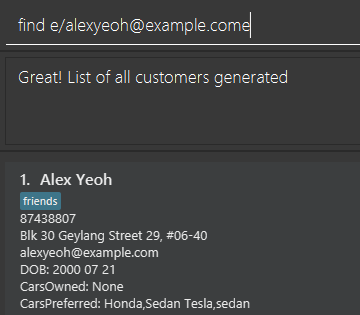 find e/alexyeoh@example.come
Great! List of all customers generated
1. Alex Yeoh
friends
87438807
Blk 30 Geylang Street 29, #06-40
alexyeoh@example.com
DOB: 2000 07 21
CarsOwned: None
CarsPreferred: Honda,Sedan Tesla,sedan